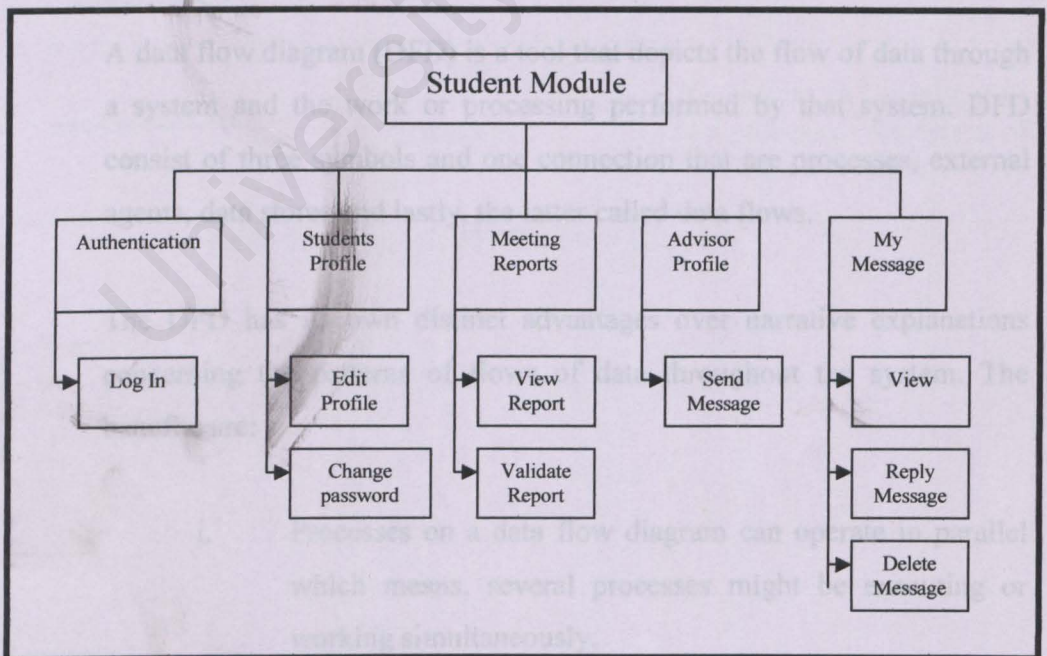 A data flow diagram is a tool that depicts the flow of data through
Student Module
a system and the work or processing performed by that system. DFD
consist of three symbols and one connection that are processes, external
agents, data stores and lastly, the latter called data flows.
Authentication
Students
Profile
Meeting
Reports
Advisor
Profile
My
Message
The DFD has own distinct advantages over narrative explanations
concerning the patterns of flows of data throughout the system. The
Log In
Edit
Profile
Change
password
View
Report
Validate
Report
Send
Message
View
Reply
Message
Delete
Message
i. Processes on a data flow diagram can operate in parallel
which means, several processes might be executing or
working simultaneously.
University